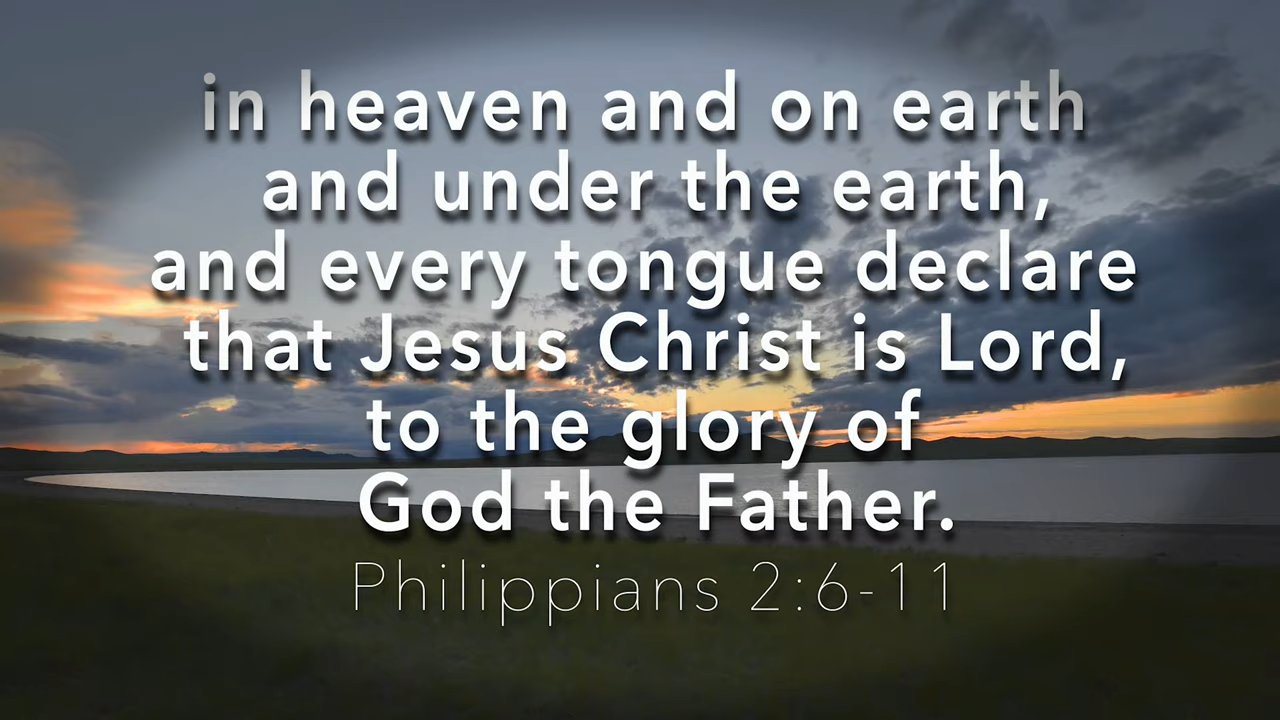 in heaven and on earth
and under the earth,
and every tongue declare
that Jesus Christ is Lord,
to the glory of
God the Father.
Philippians 2:6-11